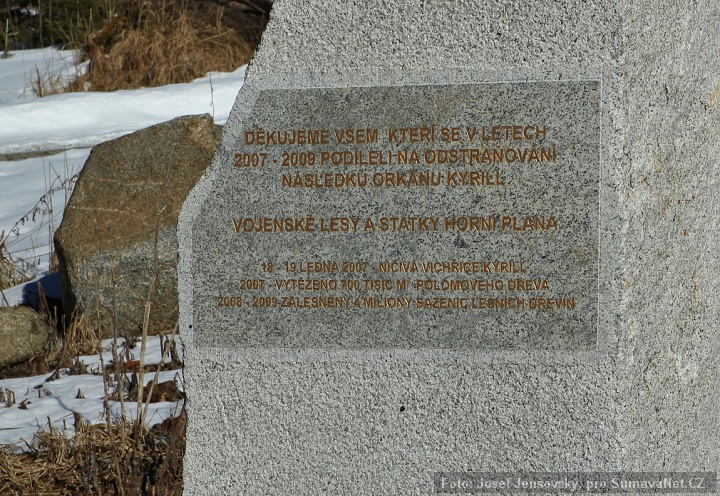 DĚKUJEME VŠEM KTEŘÍ SE V LETECH
2007 - 2009 PODÍLELI NA ODSTRAŇOVÁNÍ
NÁSLEDKŮ ORKÁNU KYRILL
VOJENSKÉ LESY A STATKY HORNÍ PLANÁ
18 - 19.LEDNA 2007 - NIČIVÁ VICHŘICE KYRILL
2007 - VYTĚŽENO 700 TISÍC M³ POLOMOVÉHO DŘEVA
2008 - 2009 ZALESNĚNY 4 MILIONY SAZENIC LESNÍCH DŘEVIN
Foto: Josef Jensovský, pro SumavaNet.CZ